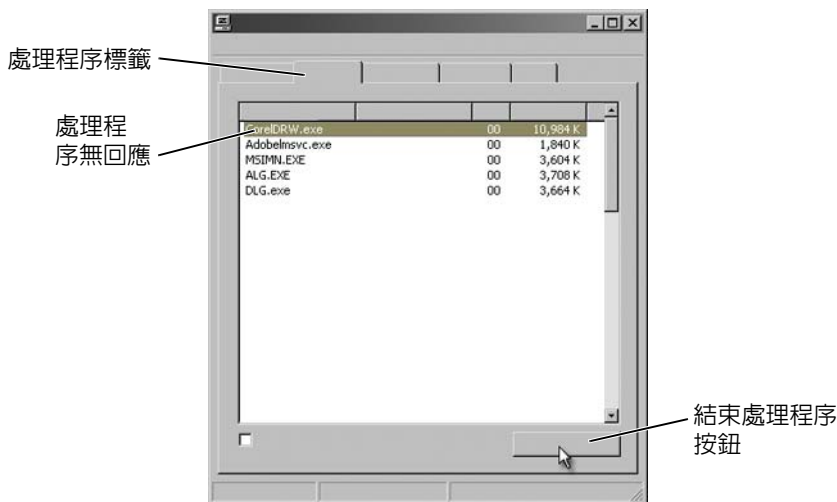 處理程序標籤
處理程
序無回應
CorelDRW.exe 00 10,984 K
Adobelmsvc.exe 00 1,840 K
MSIMN.EXE 00 3,604 K
ALG.EXE 00 3,708 K
DLG.exe 00 3,664 K
結束處理程序
按鈕